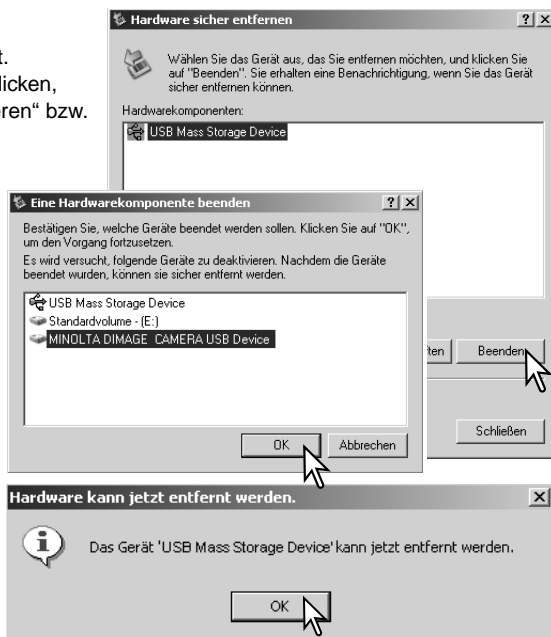 t.
licken,
eren“ bzw.
Hardware sicher entfernen
Wählen Sie das Gerät aus, das Sie entfernen möchten, und klicken Sie
auf "Beenden". Sie erhalten eine Benachrichtigung, wenn Sie das Gerät
sicher entfernen können.
Hardwarekomponenten:
USB Mass Storage Device
ften
Beenden
Schließen
Eine Hardwarekomponente beenden
Bestätigen Sie, welche Geräte beendet werden sollen. Klicken Sie auf "OK",
um den Vorgang fortzusetzen.
Es wird versucht, folgende Geräte zu deaktivieren. Nachdem die Geräte
beendet wurden, können sie sicher entfernt werden.
USB Mass Storage Device
Standardvolume - (E:)
MINOLTA DIMAGE CAMERA USB Device
OK
Abbrechen
Hardware kann jetzt entfernt werden.
Das Gerät 'USB Mass Storage Device' kann jetzt entfernt werden.
OK